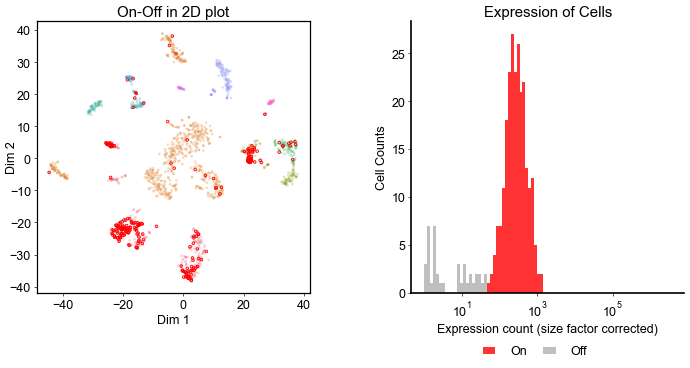 On-Off in 2D plot
Dim 2
40
30
20
10
0
−10
−20
−30
−40
−40 −20 0 20 40
Dim 1
Expression of Cells
Cell Counts
25
20
15
10
5
0
10^1 10^3 10^5
Expression count (size factor corrected)
On Off